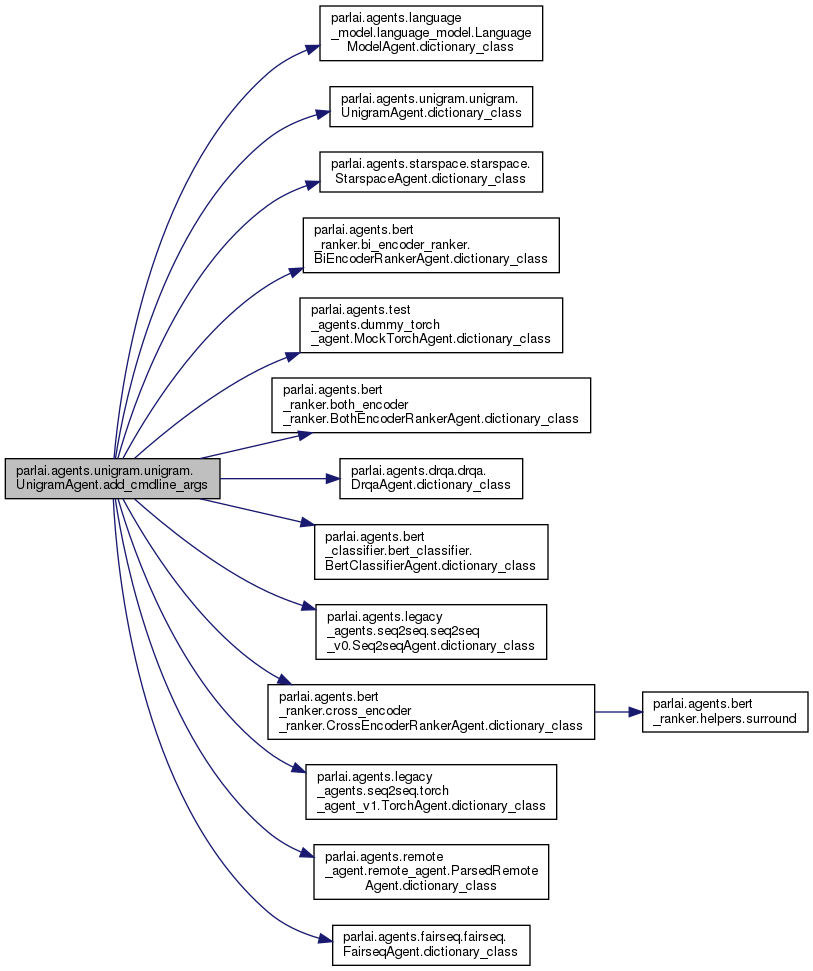 parlai.agents.language
_model.language_model.Language
ModelAgent.dictionary_class
parlai.agents.unigram.unigram.
UnigramAgent.dictionary_class
parlai.agents.starspace.starspace.
StarspaceAgent.dictionary_class
parlai.agents.bert
_ranker.bi_encoder_ranker.
BiEncoderRankerAgent.dictionary_class
parlai.agents.test
_agents.dummy_torch
_agent.MockTorchAgent.dictionary_class
parlai.agents.bert
_ranker.both_encoder
_ranker.BothEncoderRankerAgent.dictionary_class
parlai.agents.unigram.unigram.
UnigramAgent.add_cmdline_args
parlai.agents.drqa.drqa.
DrqaAgent.dictionary_class
parlai.agents.bert
_classifier.bert_classifier.
BertClassifierAgent.dictionary_class
parlai.agents.legacy
_agents.seq2seq.seq2seq
_v0.Seq2seqAgent.dictionary_class
parlai.agents.bert
_ranker.cross_encoder
_ranker.CrossEncoderRankerAgent.dictionary_class
parlai.agents.bert
_ranker.helpers.surround
parlai.agents.legacy
_agents.seq2seq.torch
_agent_v1.TorchAgent.dictionary_class
parlai.agents.remote
_agent.remote_agent.ParsedRemote
Agent.dictionary_class
parlai.agents.fairseq.fairseq.
FairseqAgent.dictionary_class